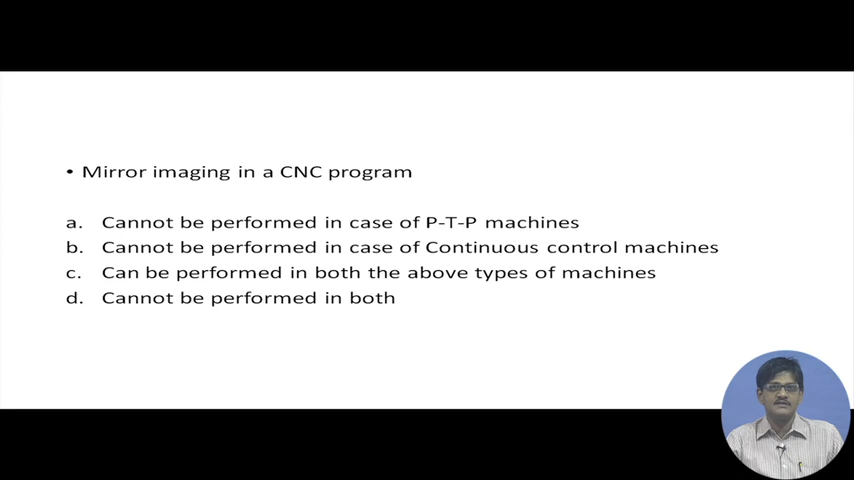 • Mirror imaging in a CNC program
a. Cannot be performed in case of P-T-P machines
b. Cannot be performed in case of Continuous control machines
c. Can be performed in both the above types of machines
d. Cannot be performed in both